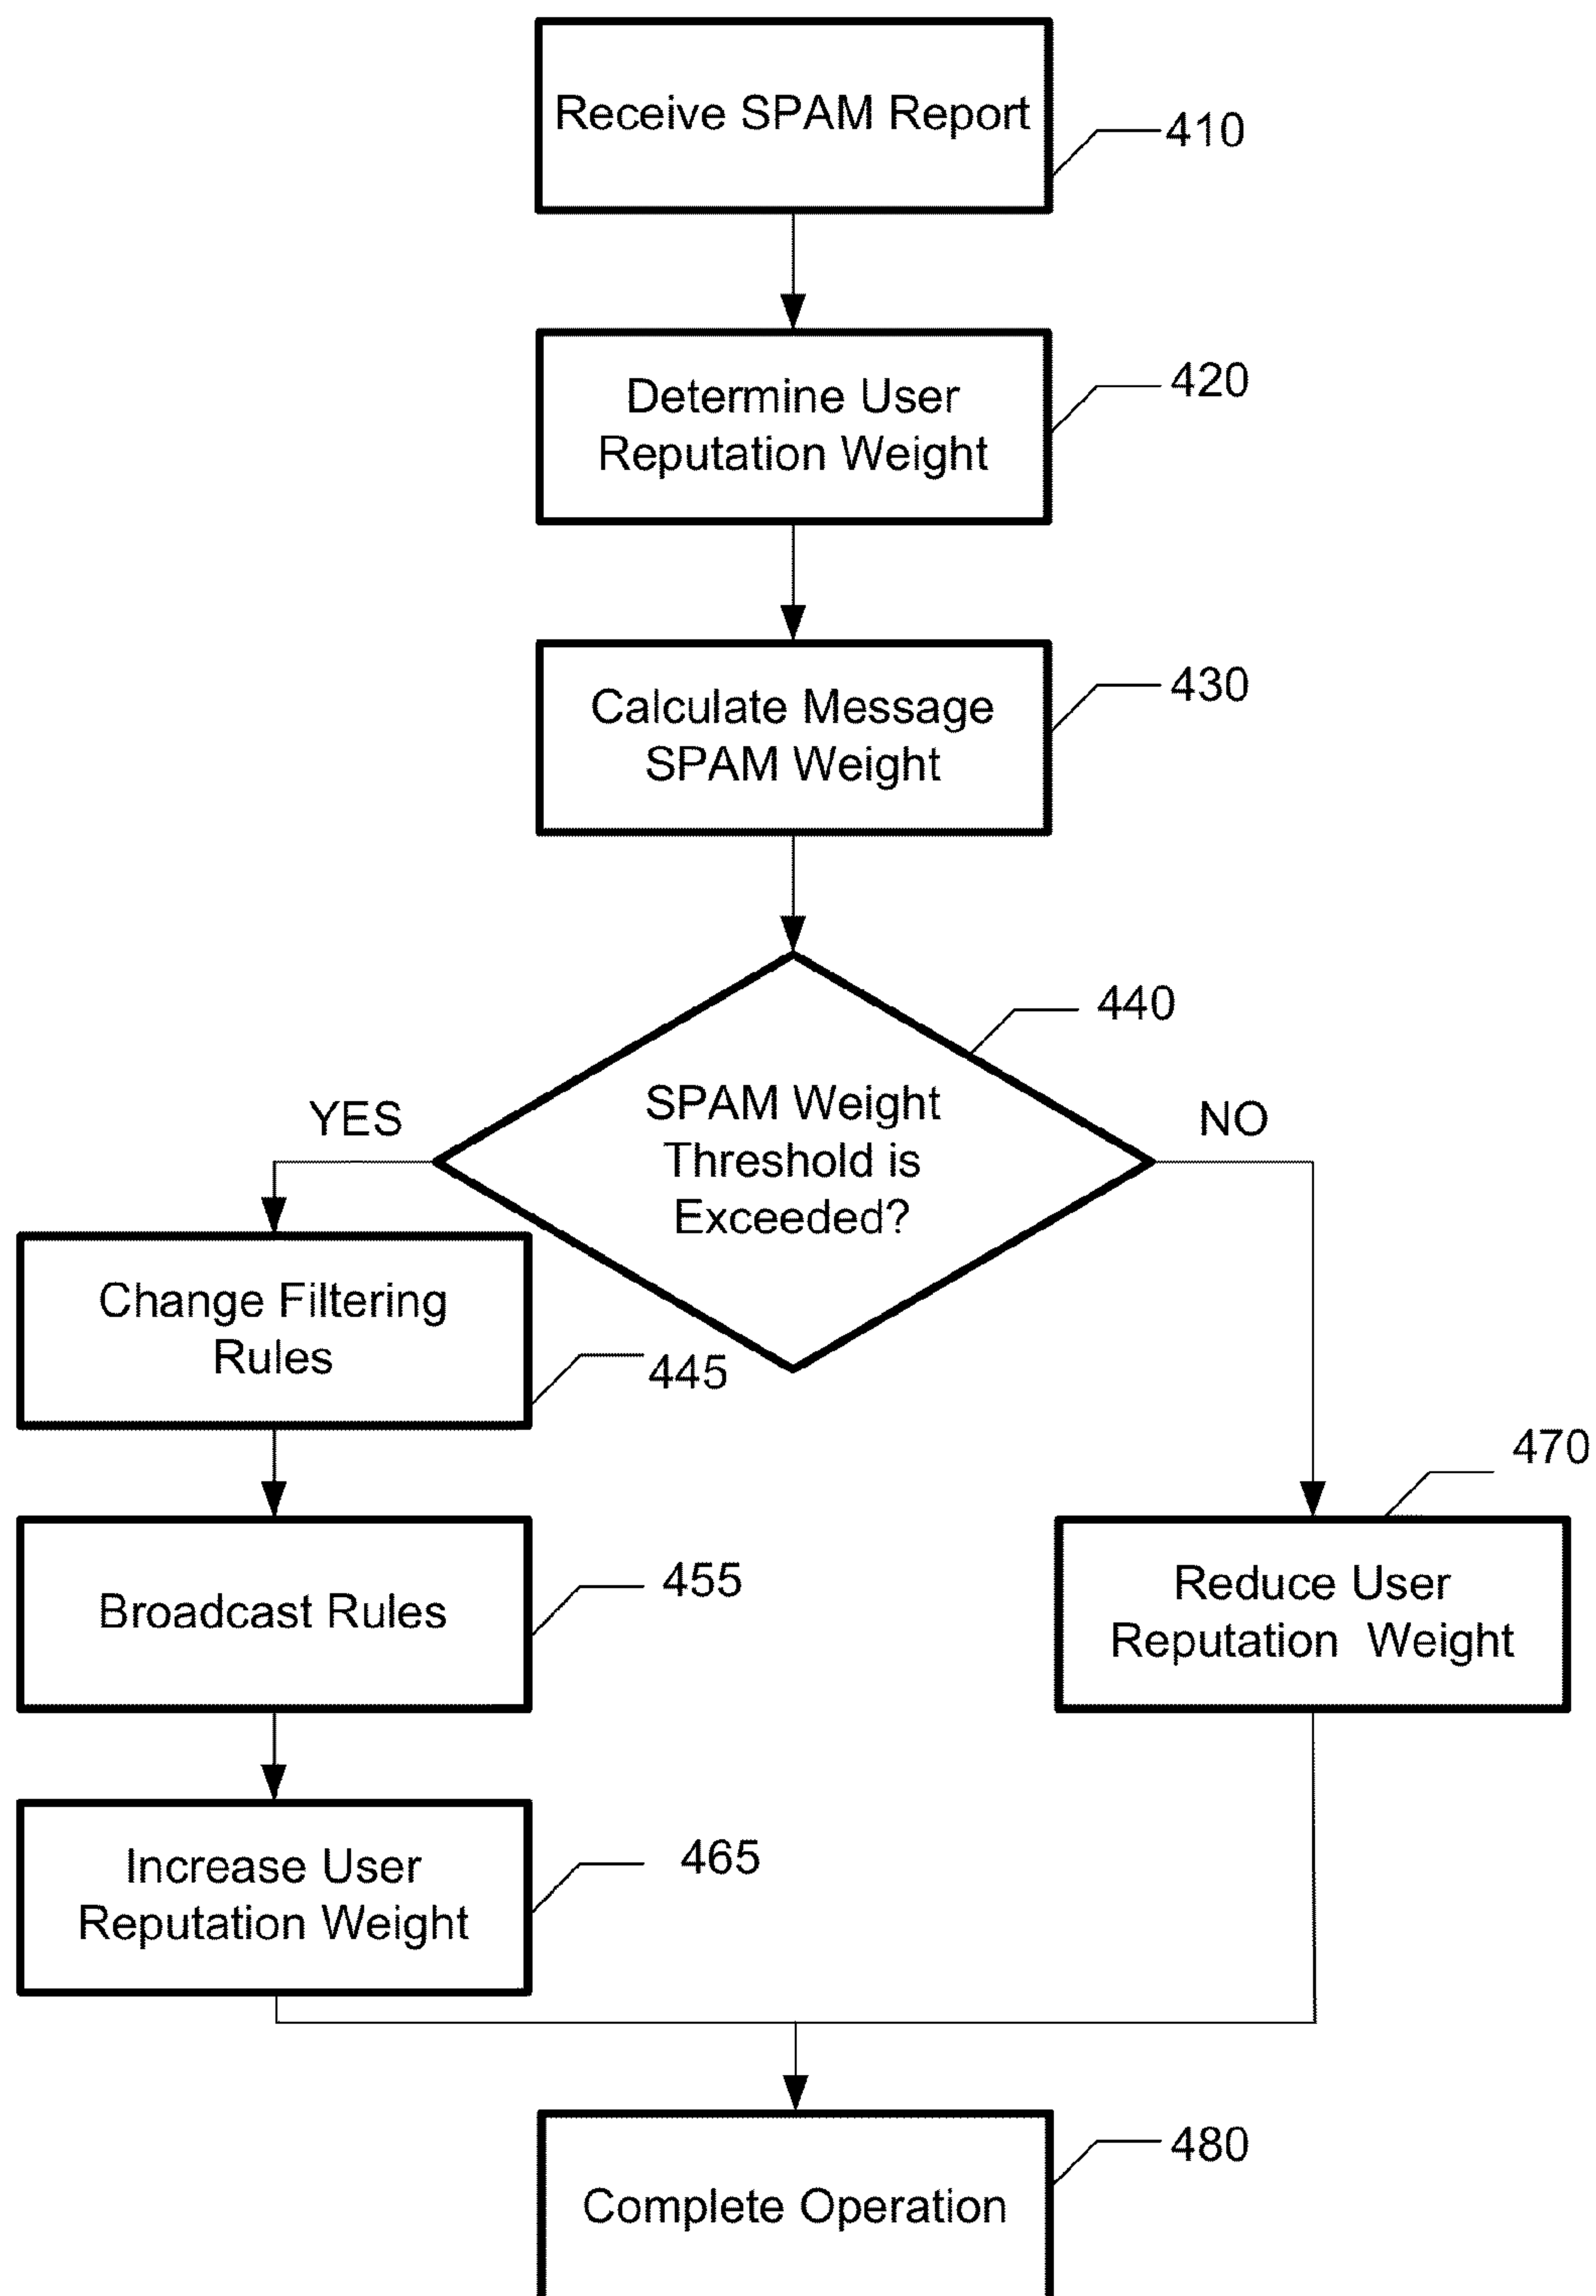 Receive SPAM Report
410
Determine User
Reputation Weight
420
Calculate Message
SPAM Weight
430
440
SPAM Weight
Threshold is
Exceeded?
YES
NO
Change Filtering
Rules
445
470
Broadcast Rules
455
Reduce User
Reputation Weight
Increase User
Reputation Weight
465
480
Complete Operation